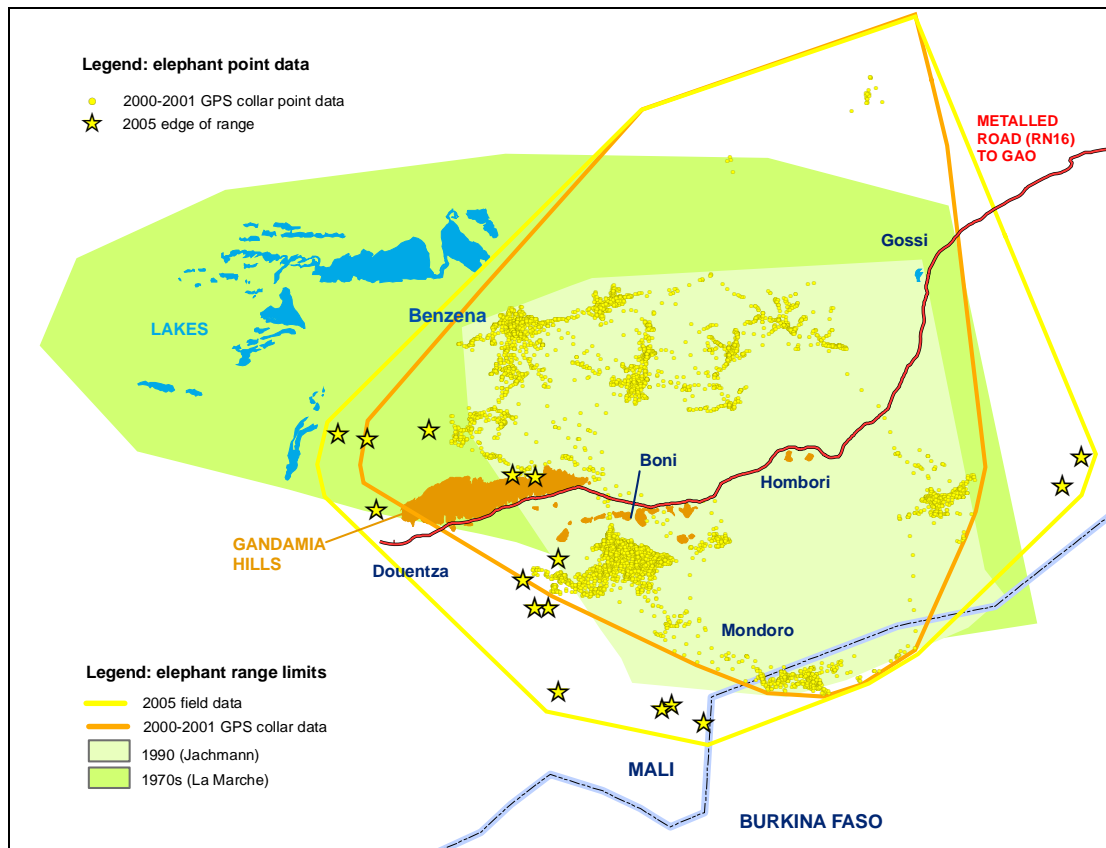 Legend: elephant point data
2000-2001 GPS collar point data
2005 edge of range
METALLED
ROAD (RN16)
TO GAO
Gossi
Benzena
LAKES
Boni
Hombori
GANDAMIA
HILLS
Douentza
Mondoro
Legend: elephant range limits
2005 field data
2000-2001 GPS collar data
1990 (Jachmann)
1970s (La Marche)
MALI
BURKINA FASO